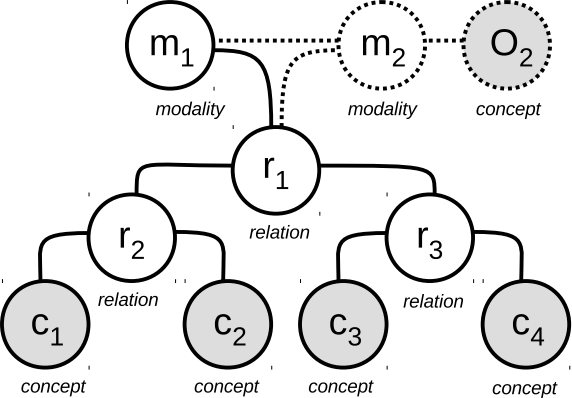 m₁ m₂ O₂
modality modality concept
r₁
relation
r₂ r₃
relation relation
c₁ c₂ c₃ c₄
concept concept concept concept